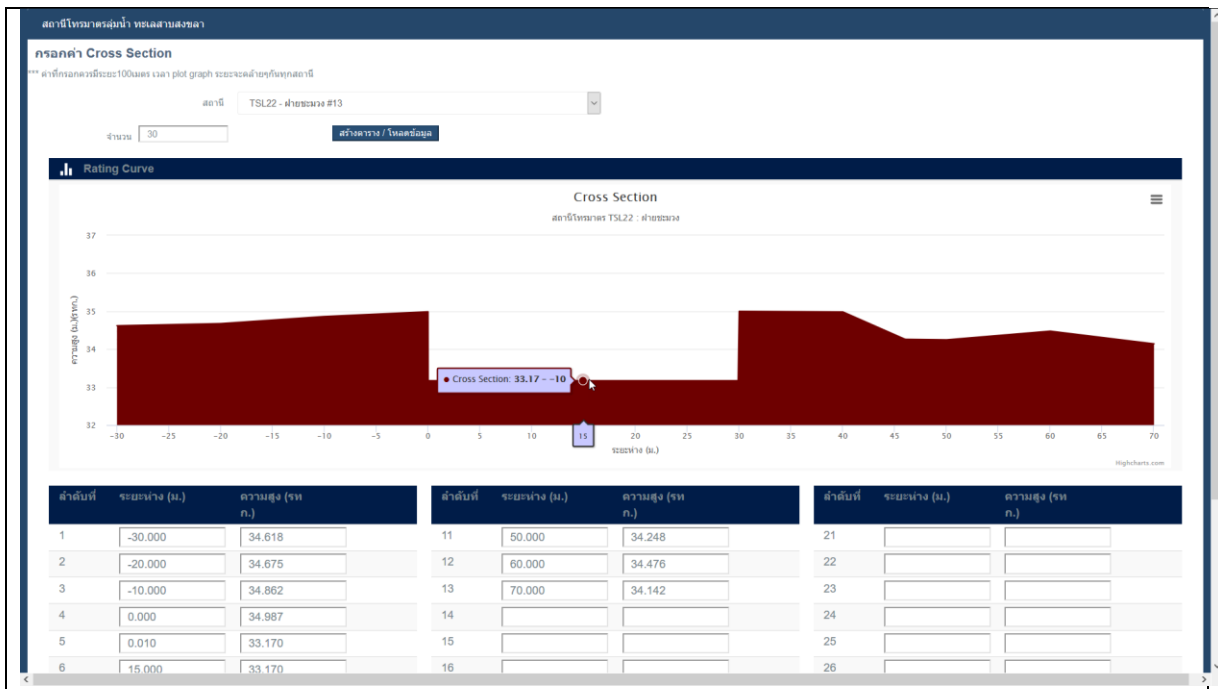 สถานีโทรมาตรลุ่มน้ำ ทะเลสาบสงขลา
กรอกค่า Cross Section
*** ค่าที่กรอกควรมีระยะ100เมตร เวลา plot graph ระยะจะคล้ายๆกันทุกสถานี
สถานี TSL22 - ฝายชะมวง #13
จำนวน 30 สร้างตาราง / โหลดข้อมูล
Rating Curve
Cross Section
สถานีโทรมาตร TSL22 : ฝายชะมวง
ความสูง (ม.)(รทก.)
37
36
35
34
33
32
Cross Section: 33.17 - -10
-30 -25 -20 -15 -10 -5 0 5 10 15 20 25 30 35 40 45 50 55 60 65 70
ระยะห่าง (ม.)
Highcharts.com
ลำดับที่ ระยะห่าง (ม.) ความสูง (รท ลำดับที่ ระยะห่าง (ม.) ความสูง (รท ลำดับที่ ระยะห่าง (ม.) ความสูง (รท
ก.) ก.) ก.)
1 -30.000 34.618 11 50.000 34.248 21
2 -20.000 34.675 12 60.000 34.476 22
3 -10.000 34.862 13 70.000 34.142 23
4 0.000 34.987 14 24
5 0.010 33.170 15 25
6 15.000 33.170 16 26